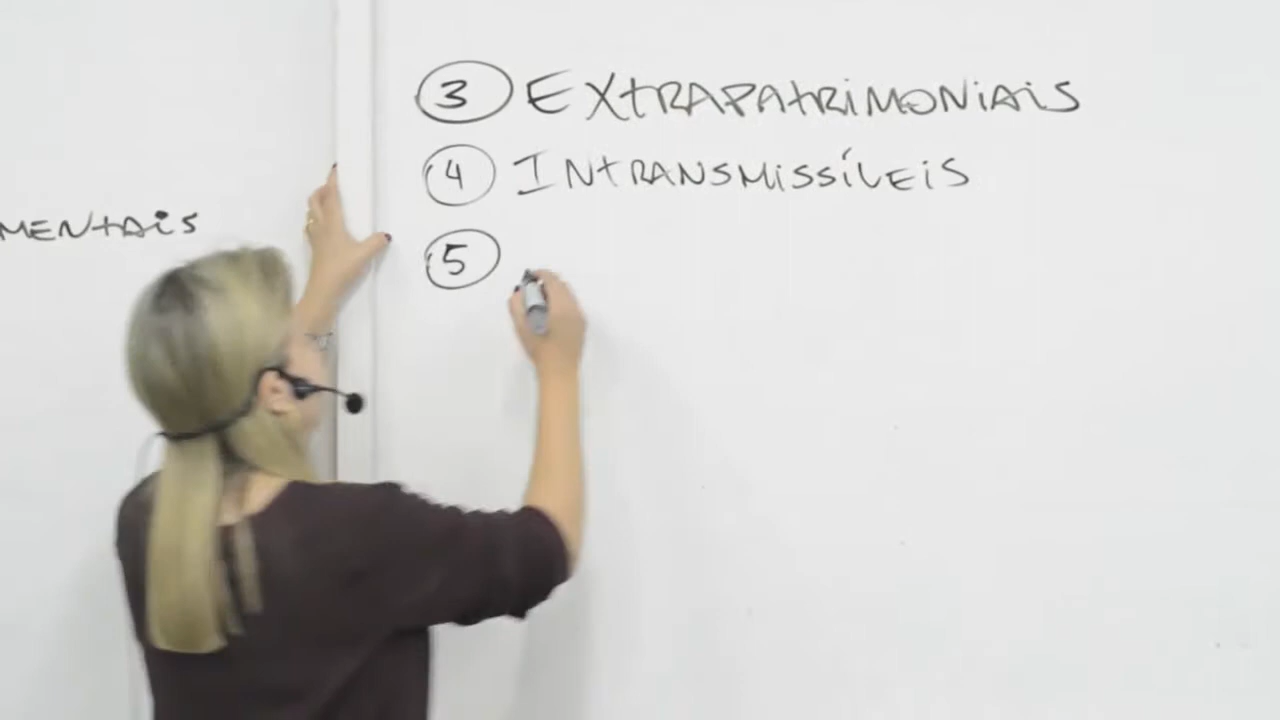 ③ EXTRAPATRIMONIAIS
④ INTRANSMISSÍVEIS
MENTAIS
⑤